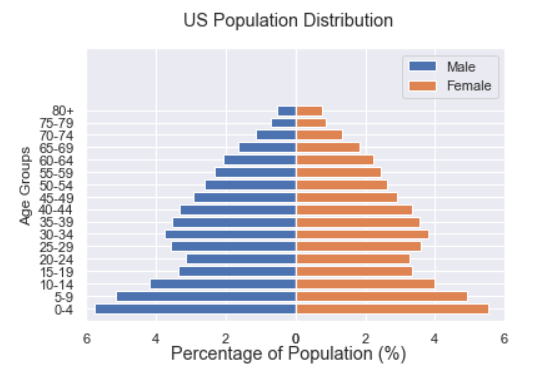 US Population Distribution
Male
Female
Age Groups
80+
75-79
70-74
65-69
60-64
55-59
50-54
45-49
40-44
35-39
30-34
25-29
20-24
15-19
10-14
5-9
0-4
6 4 2 0 0 2 4 6
Percentage of Population (%)